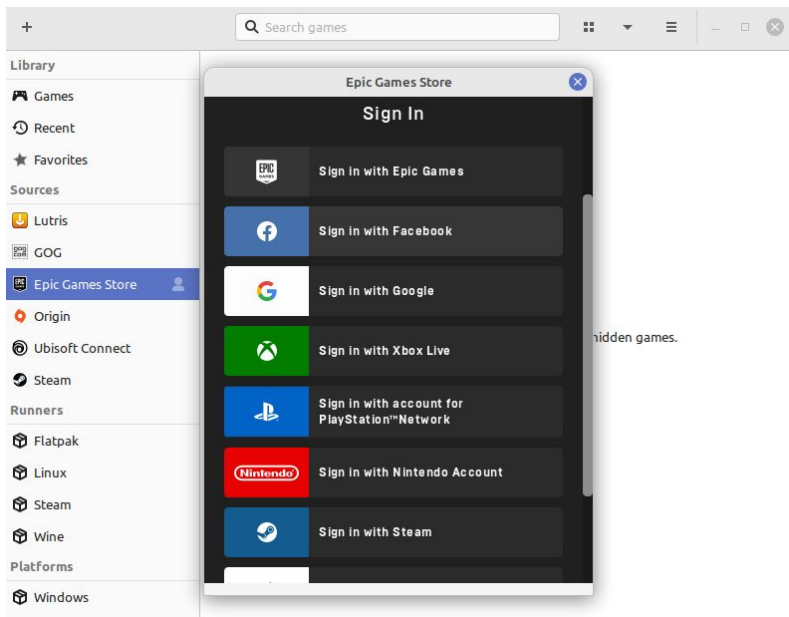 Search games
Library
Games
Recent
Favorites
Sources
Lutris
GOG
Epic Games Store
Origin
Ubisoft Connect
Steam
Runners
Flatpak
Linux
Steam
Wine
Platforms
Windows
Epic Games Store
Sign In
EPIC GAMES
Sign in with Epic Games
Sign in with Facebook
Sign in with Google
Sign in with Xbox Live
Sign in with account for
PlayStation™Network
Nintendo
Sign in with Nintendo Account
Sign in with Steam
hidden games.